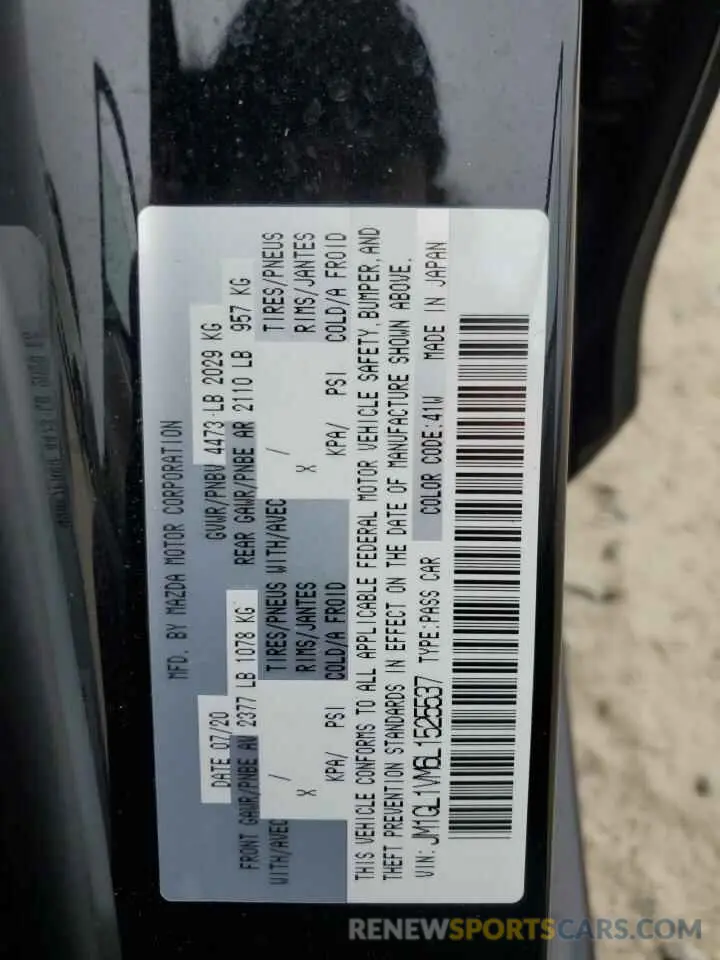 MFD. BY MAZDA MOTOR CORPORATION
DATE 07/20 GVWR/PNBV 4473 LB 2029 KG
FRONT GAWR/PNBE AV 2377 LB 1078 KG REAR GAWR/PNBE AR 2110 LB 957 KG
WITH/AVEC / TIRES/PNEUS WITH/AVEC / TIRES/PNEUS
X RIMS/JANTES X RIMS/JANTES
KPA/ PSI COLD/A FROID KPA/ PSI COLD/A FROID
THIS VEHICLE CONFORMS TO ALL APPLICABLE FEDERAL MOTOR VEHICLE SAFETY, BUMPER, AND
THEFT PREVENTION STANDARDS IN EFFECT ON THE DATE OF MANUFACTURE SHOWN ABOVE.
VIN: JM1GL1VM6L1525537 TYPE: PASS CAR COLOR CODE: 41W MADE IN JAPAN
RENEWSPORTSCARS.COM